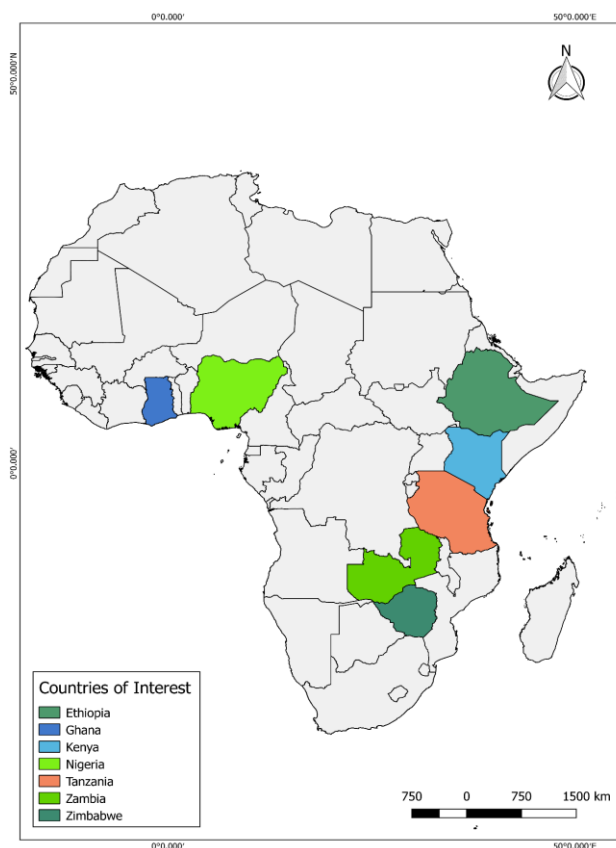 0°0.000' 50°0.000'E
50°0.000'N
N
0°0.000'
Countries of Interest
Ethiopia
Ghana
Kenya
Nigeria
Tanzania
Zambia
Zimbabwe
750 0 750 1500 km
0°0.000' 50°0.000'E